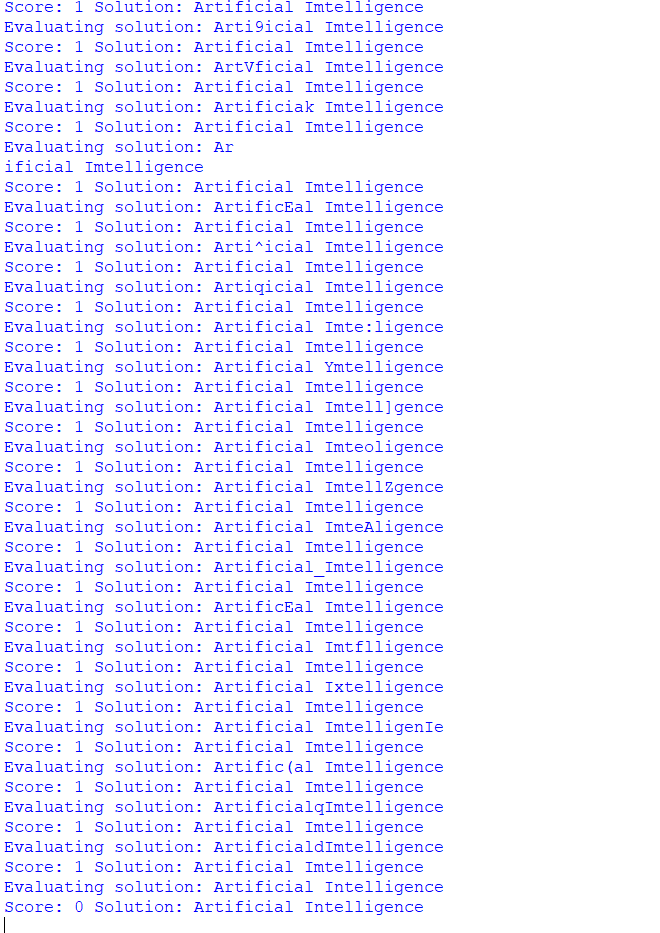 Score: 1 Solution: Artificial Imtelligence
Evaluating solution: Arti9icial Imtelligence
Score: 1 Solution: Artificial Imtelligence
Evaluating solution: ArtVficial Imtelligence
Score: 1 Solution: Artificial Imtelligence
Evaluating solution: Artificiak Imtelligence
Score: 1 Solution: Artificial Imtelligence
Evaluating solution: Ar
ificial Imtelligence
Score: 1 Solution: Artificial Imtelligence
Evaluating solution: ArtificEal Imtelligence
Score: 1 Solution: Artificial Imtelligence
Evaluating solution: Arti^icial Imtelligence
Score: 1 Solution: Artificial Imtelligence
Evaluating solution: Artiqicial Imtelligence
Score: 1 Solution: Artificial Imtelligence
Evaluating solution: Artificial Imte:ligence
Score: 1 Solution: Artificial Imtelligence
Evaluating solution: Artificial Ymtelligence
Score: 1 Solution: Artificial Imtelligence
Evaluating solution: Artificial Imtell]gence
Score: 1 Solution: Artificial Imtelligence
Evaluating solution: Artificial Imteoligence
Score: 1 Solution: Artificial Imtelligence
Evaluating solution: Artificial ImtellZgence
Score: 1 Solution: Artificial Imtelligence
Evaluating solution: Artificial ImteAligence
Score: 1 Solution: Artificial Imtelligence
Evaluating solution: Artificial_Imtelligence
Score: 1 Solution: Artificial Imtelligence
Evaluating solution: ArtificEal Imtelligence
Score: 1 Solution: Artificial Imtelligence
Evaluating solution: Artificial Imtflligence
Score: 1 Solution: Artificial Imtelligence
Evaluating solution: Artificial Ixtelligence
Score: 1 Solution: Artificial Imtelligence
Evaluating solution: Artificial ImtelligenIe
Score: 1 Solution: Artificial Imtelligence
Evaluating solution: Artific(al Imtelligence
Score: 1 Solution: Artificial Imtelligence
Evaluating solution: ArtificialqImtelligence
Score: 1 Solution: Artificial Imtelligence
Evaluating solution: ArtificialdImtelligence
Score: 1 Solution: Artificial Imtelligence
Evaluating solution: Artificial Intelligence
Score: 0 Solution: Artificial Intelligence